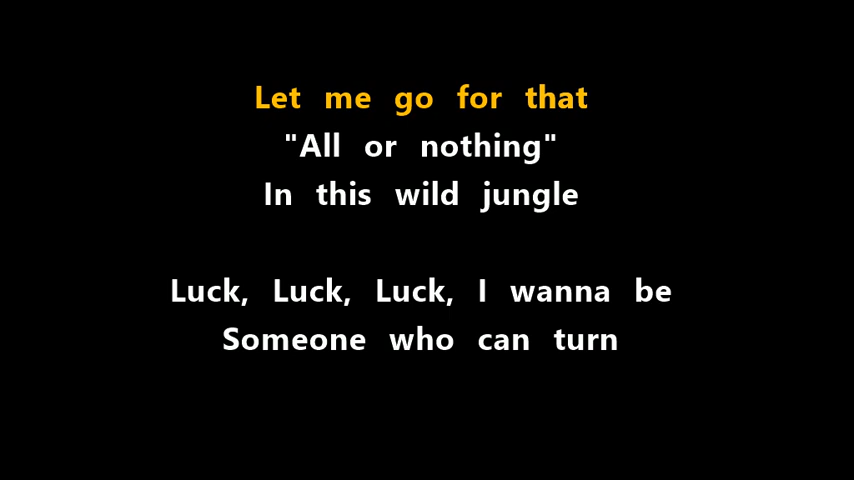 Let me go for that
"All or nothing"
In this wild jungle
Luck, Luck, Luck, I wanna be
Someone who can turn